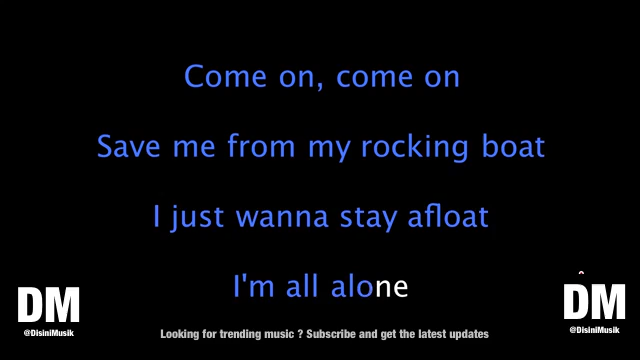 Come on, come on
Save me from my rocking boat
I just wanna stay afloat
I'm all alone
DM
@DisiniMusik
DM
@DisiniMusik
Looking for trending music ? Subscribe and get the latest updates